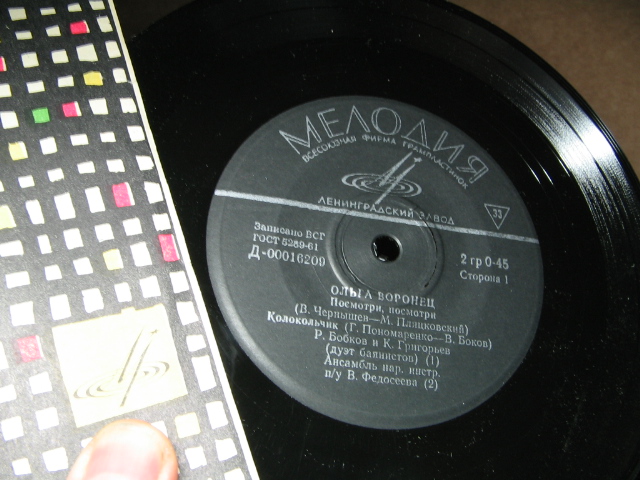 МЕЛОДИЯ
ВСЕСОЮЗНАЯ ФИРМА ГРАМПЛАСТИНОК
ЛЕНИНГРАДСКИЙ ЗАВОД
33
Записано ВСГ
ГОСТ 5289-61
Д-00016209
2 гр 0-45
Сторона 1
ОЛЬГА ВОРОНЕЦ
Посмотри, посмотри
(В. Чернышев—М. Пляцковский)
Колокольчик (Г. Пономаренко—В. Боков)
Р. Бобков и К. Григорьев
(дуэт баянистов) (1)
Ансамбль нар. инстр.
п/у В. Федосеева (2)